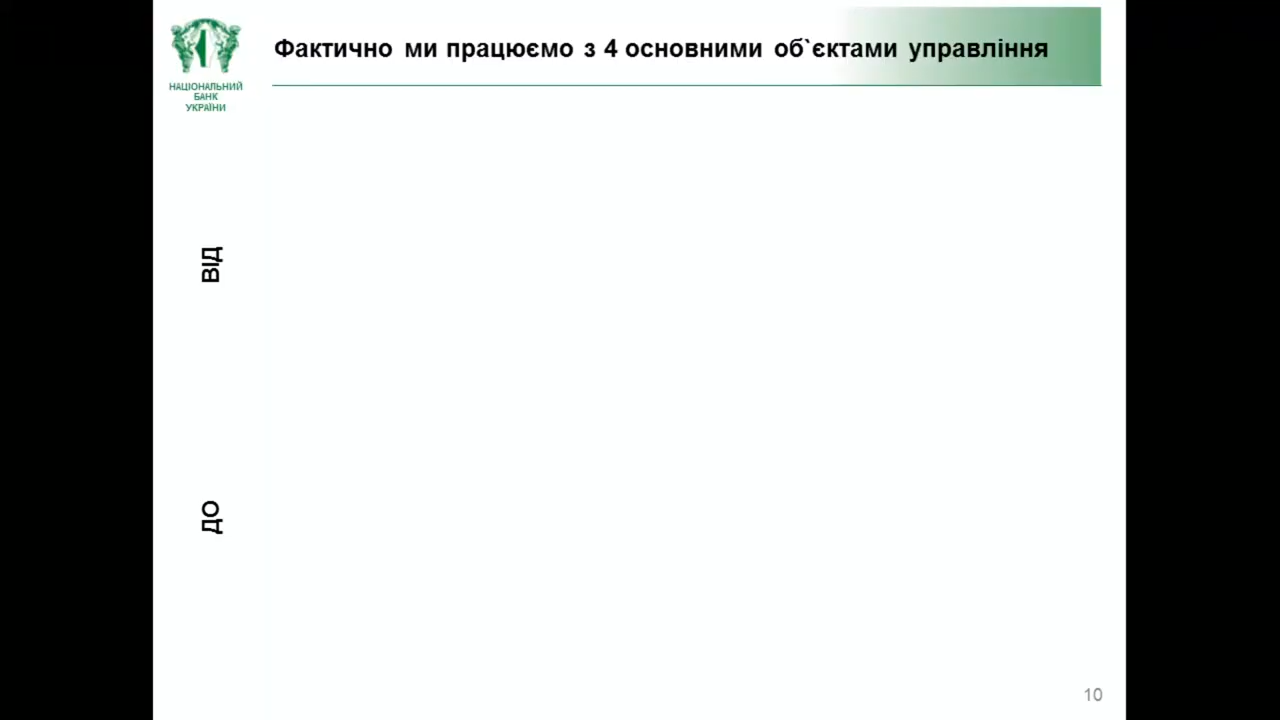 НАЦІОНАЛЬНИЙ
БАНК
УКРАЇНИ
Фактично ми працюємо з 4 основними об`єктами управління
ВІД
ДО
10